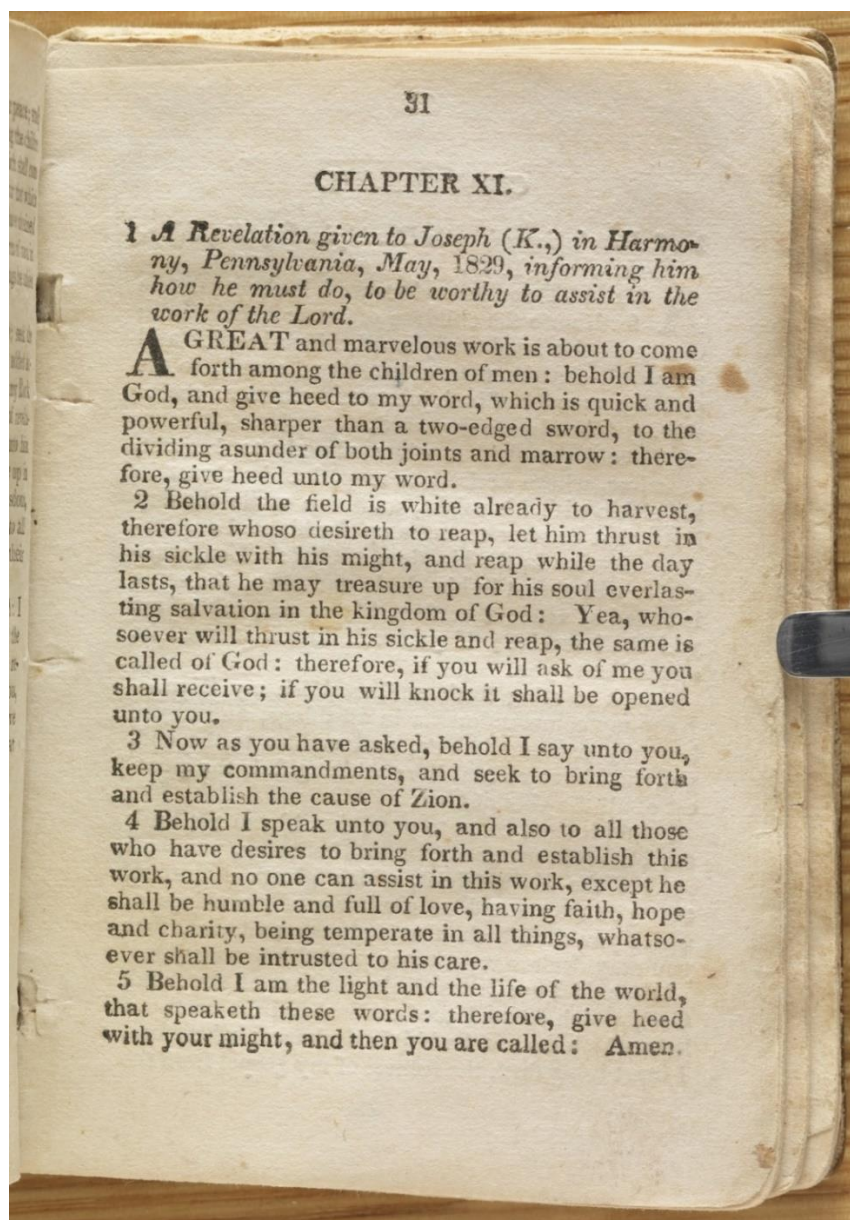 31
CHAPTER XI.
1 A Revelation given to Joseph (K.,) in Harmo-
ny, Pennsylvania, May, 1829, informing him
how he must do, to be worthy to assist in the
work of the Lord.
A GREAT and marvelous work is about to come
forth among the children of men : behold I am
God, and give heed to my word, which is quick and
powerful, sharper than a two-edged sword, to the
dividing asunder of both joints and marrow : there-
fore, give heed unto my word.
2 Behold the field is white already to harvest,
therefore whoso desireth to reap, let him thrust in
his sickle with his might, and reap while the day
lasts, that he may treasure up for his soul everlas-
ting salvation in the kingdom of God : Yea, who-
soever will thrust in his sickle and reap, the same is
called of God : therefore, if you will ask of me you
shall receive ; if you will knock it shall be opened
unto you.
3 Now as you have asked, behold I say unto you,
keep my commandments, and seek to bring forth
and establish the cause of Zion.
4 Behold I speak unto you, and also to all those
who have desires to bring forth and establish this
work, and no one can assist in this work, except he
shall be humble and full of love, having faith, hope
and charity, being temperate in all things, whatso-
ever shall be intrusted to his care.
5 Behold I am the light and the life of the world,
that speaketh these words : therefore, give heed
with your might, and then you are called : Amen.